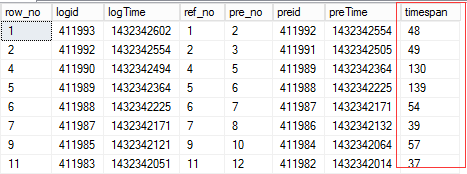 row_no logid logTime ref_no pre_no preid preTime timespan
1 411993 1432342602 1 2 411992 1432342554 48
2 411992 1432342554 2 3 411991 1432342505 49
4 411990 1432342494 4 5 411989 1432342364 130
5 411989 1432342364 5 6 411988 1432342225 139
6 411988 1432342225 6 7 411987 1432342171 54
7 411987 1432342171 7 8 411986 1432342132 39
9 411985 1432342121 9 10 411984 1432342064 57
11 411983 1432342051 11 12 411982 1432342014 37